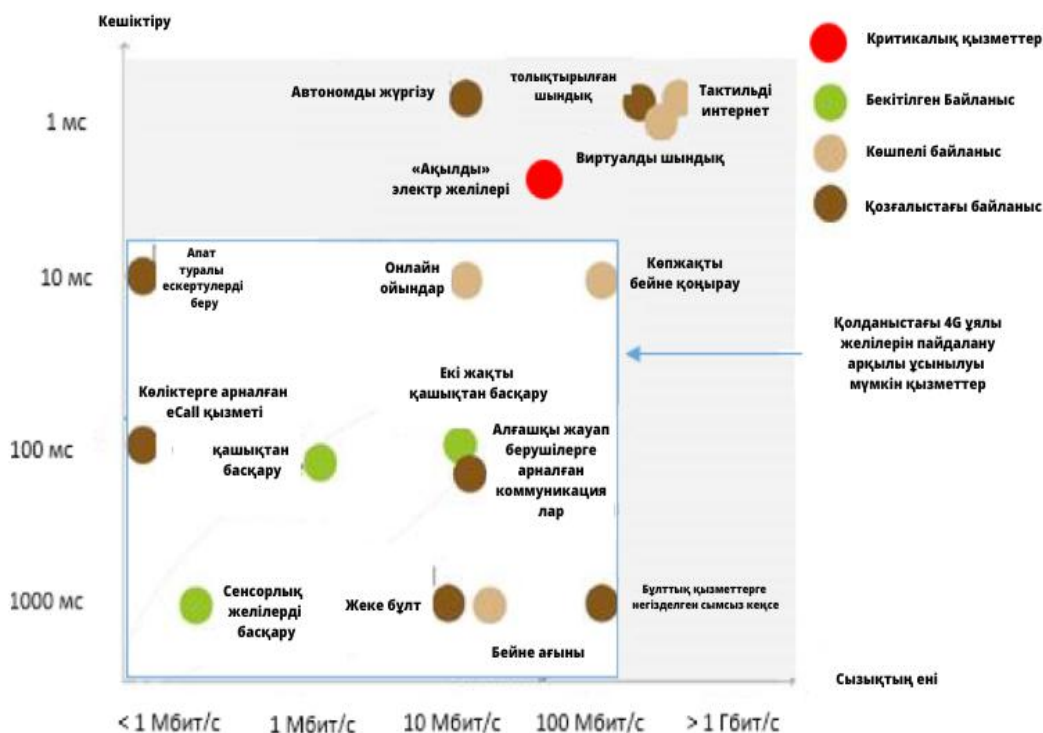 Кешіктіру
Критикалық қызметтер
Бекітілген Байланыс
Көшпелі байланыс
Қозғалыстағы байланыс
1 мс
Автономды жүргізу
толықтырылған
шындық
Тактильді
интернет
Виртуалды шындық
«Ақылды»
электр желілері
10 мс
Апат
туралы
ескертулерді
беру
Онлайн
ойындар
Көпжақты
бейне қоңырау
Қолданыстағы 4G ұялы
желілерін пайдалану
арқылы ұсынылуы
мүмкін қызметтер
100 мс
Көліктерге арналған
eCall қызметі
қашықтан
басқару
Екі жақты
қашықтан басқару
Алғашқы жауап
берушілерге
арналған
коммуникация
лар
1000 мс
Сенсорлық
желілерді
басқару
Жеке бұлт
Бейне ағыны
Бұлттық қызметтерге
негізделген сымсыз кеңсе
Сызықтың ені
< 1 Мбит/с
1 Мбит/с
10 Мбит/с
100 Мбит/с
> 1 Гбит/с